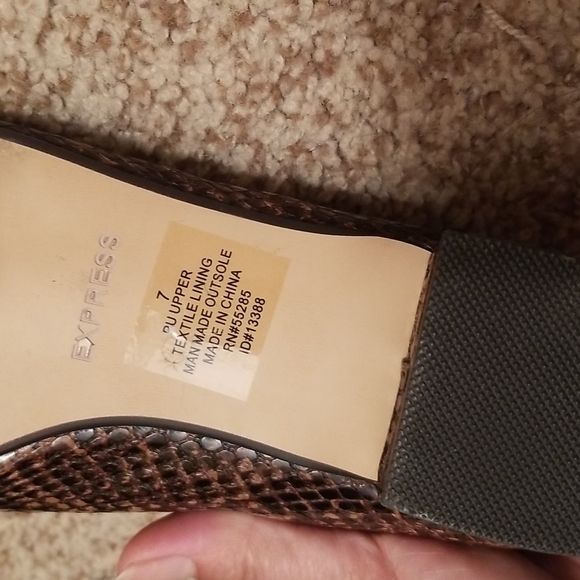 EXPRESS
7
PU UPPER
TEXTILE LINING
MAN MADE OUTSOLE
MADE IN CHINA
RN#55285
ID#13388